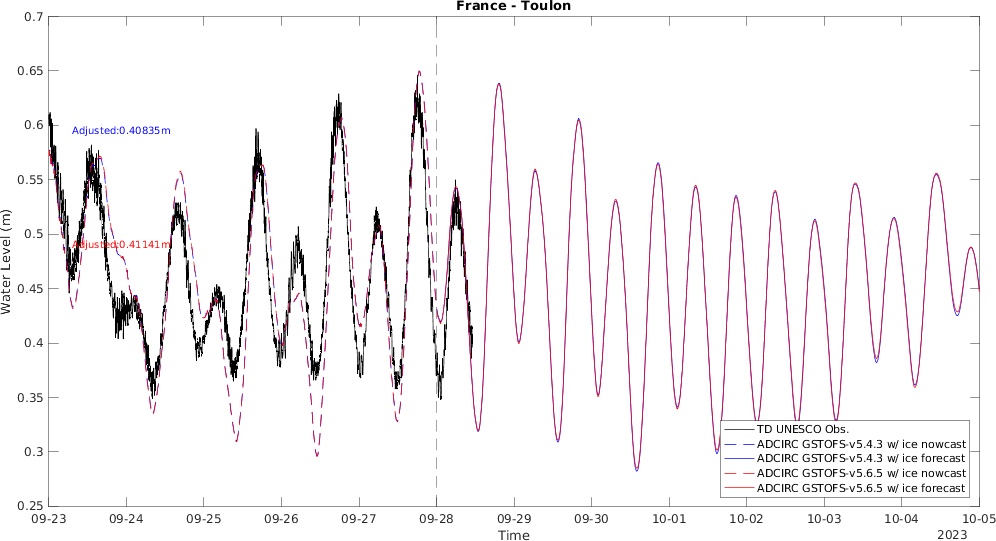 France - Toulon
0.7
0.65
0.6
0.55
0.5
0.45
0.4
0.35
0.3
0.25
Water Level (m)
Adjusted:0.40835m
Adjusted:0.41141m
TD UNESCO Obs.
ADCIRC GSTOFS-v5.4.3 w/ ice nowcast
ADCIRC GSTOFS-v5.4.3 w/ ice forecast
ADCIRC GSTOFS-v5.6.5 w/ ice nowcast
ADCIRC GSTOFS-v5.6.5 w/ ice forecast
09-23 09-24 09-25 09-26 09-27 09-28 09-29 09-30 10-01 10-02 10-03 10-04 10-05
Time
2023